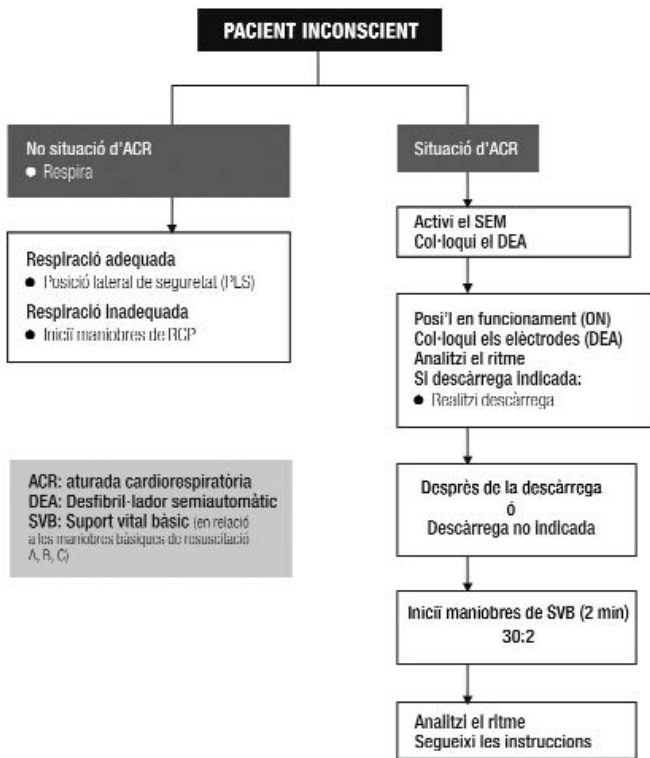 PACIENT INCONSCIENT
No situació d'ACR
● Respira
Respiració adequada
● Posició lateral de seguretat (PLS)
Respiració Inadequada
● Iniciï maniobres de RCP
ACR: aturada cardiorespiratòria
DEA: Desfibril·lador semiautomàtic
SVB: Suport vital bàsic (en relació
a les maniobres bàsiques de resuscitació
A, B, C)
Situació d'ACR
Activi el SEM
Col·loqui el DEA
Posi'l en funcionament (ON)
Col·loqui els elèctrodes (DEA)
Analitzi el ritme
Si descàrrega Indicada:
● Realitzi descàrrega
Desprès de la descàrrega
ó
Descàrrega no Indicada
Iniciï maniobres de SVB (2 min)
30:2
Analitzi el ritme
Segueixi les instruccions